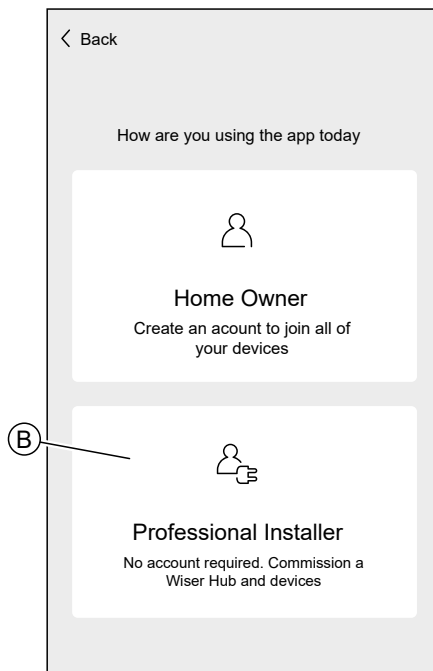 Back
How are you using the app today
Home Owner
Create an acount to join all of
your devices
B
Professional Installer
No account required. Commission a
Wiser Hub and devices